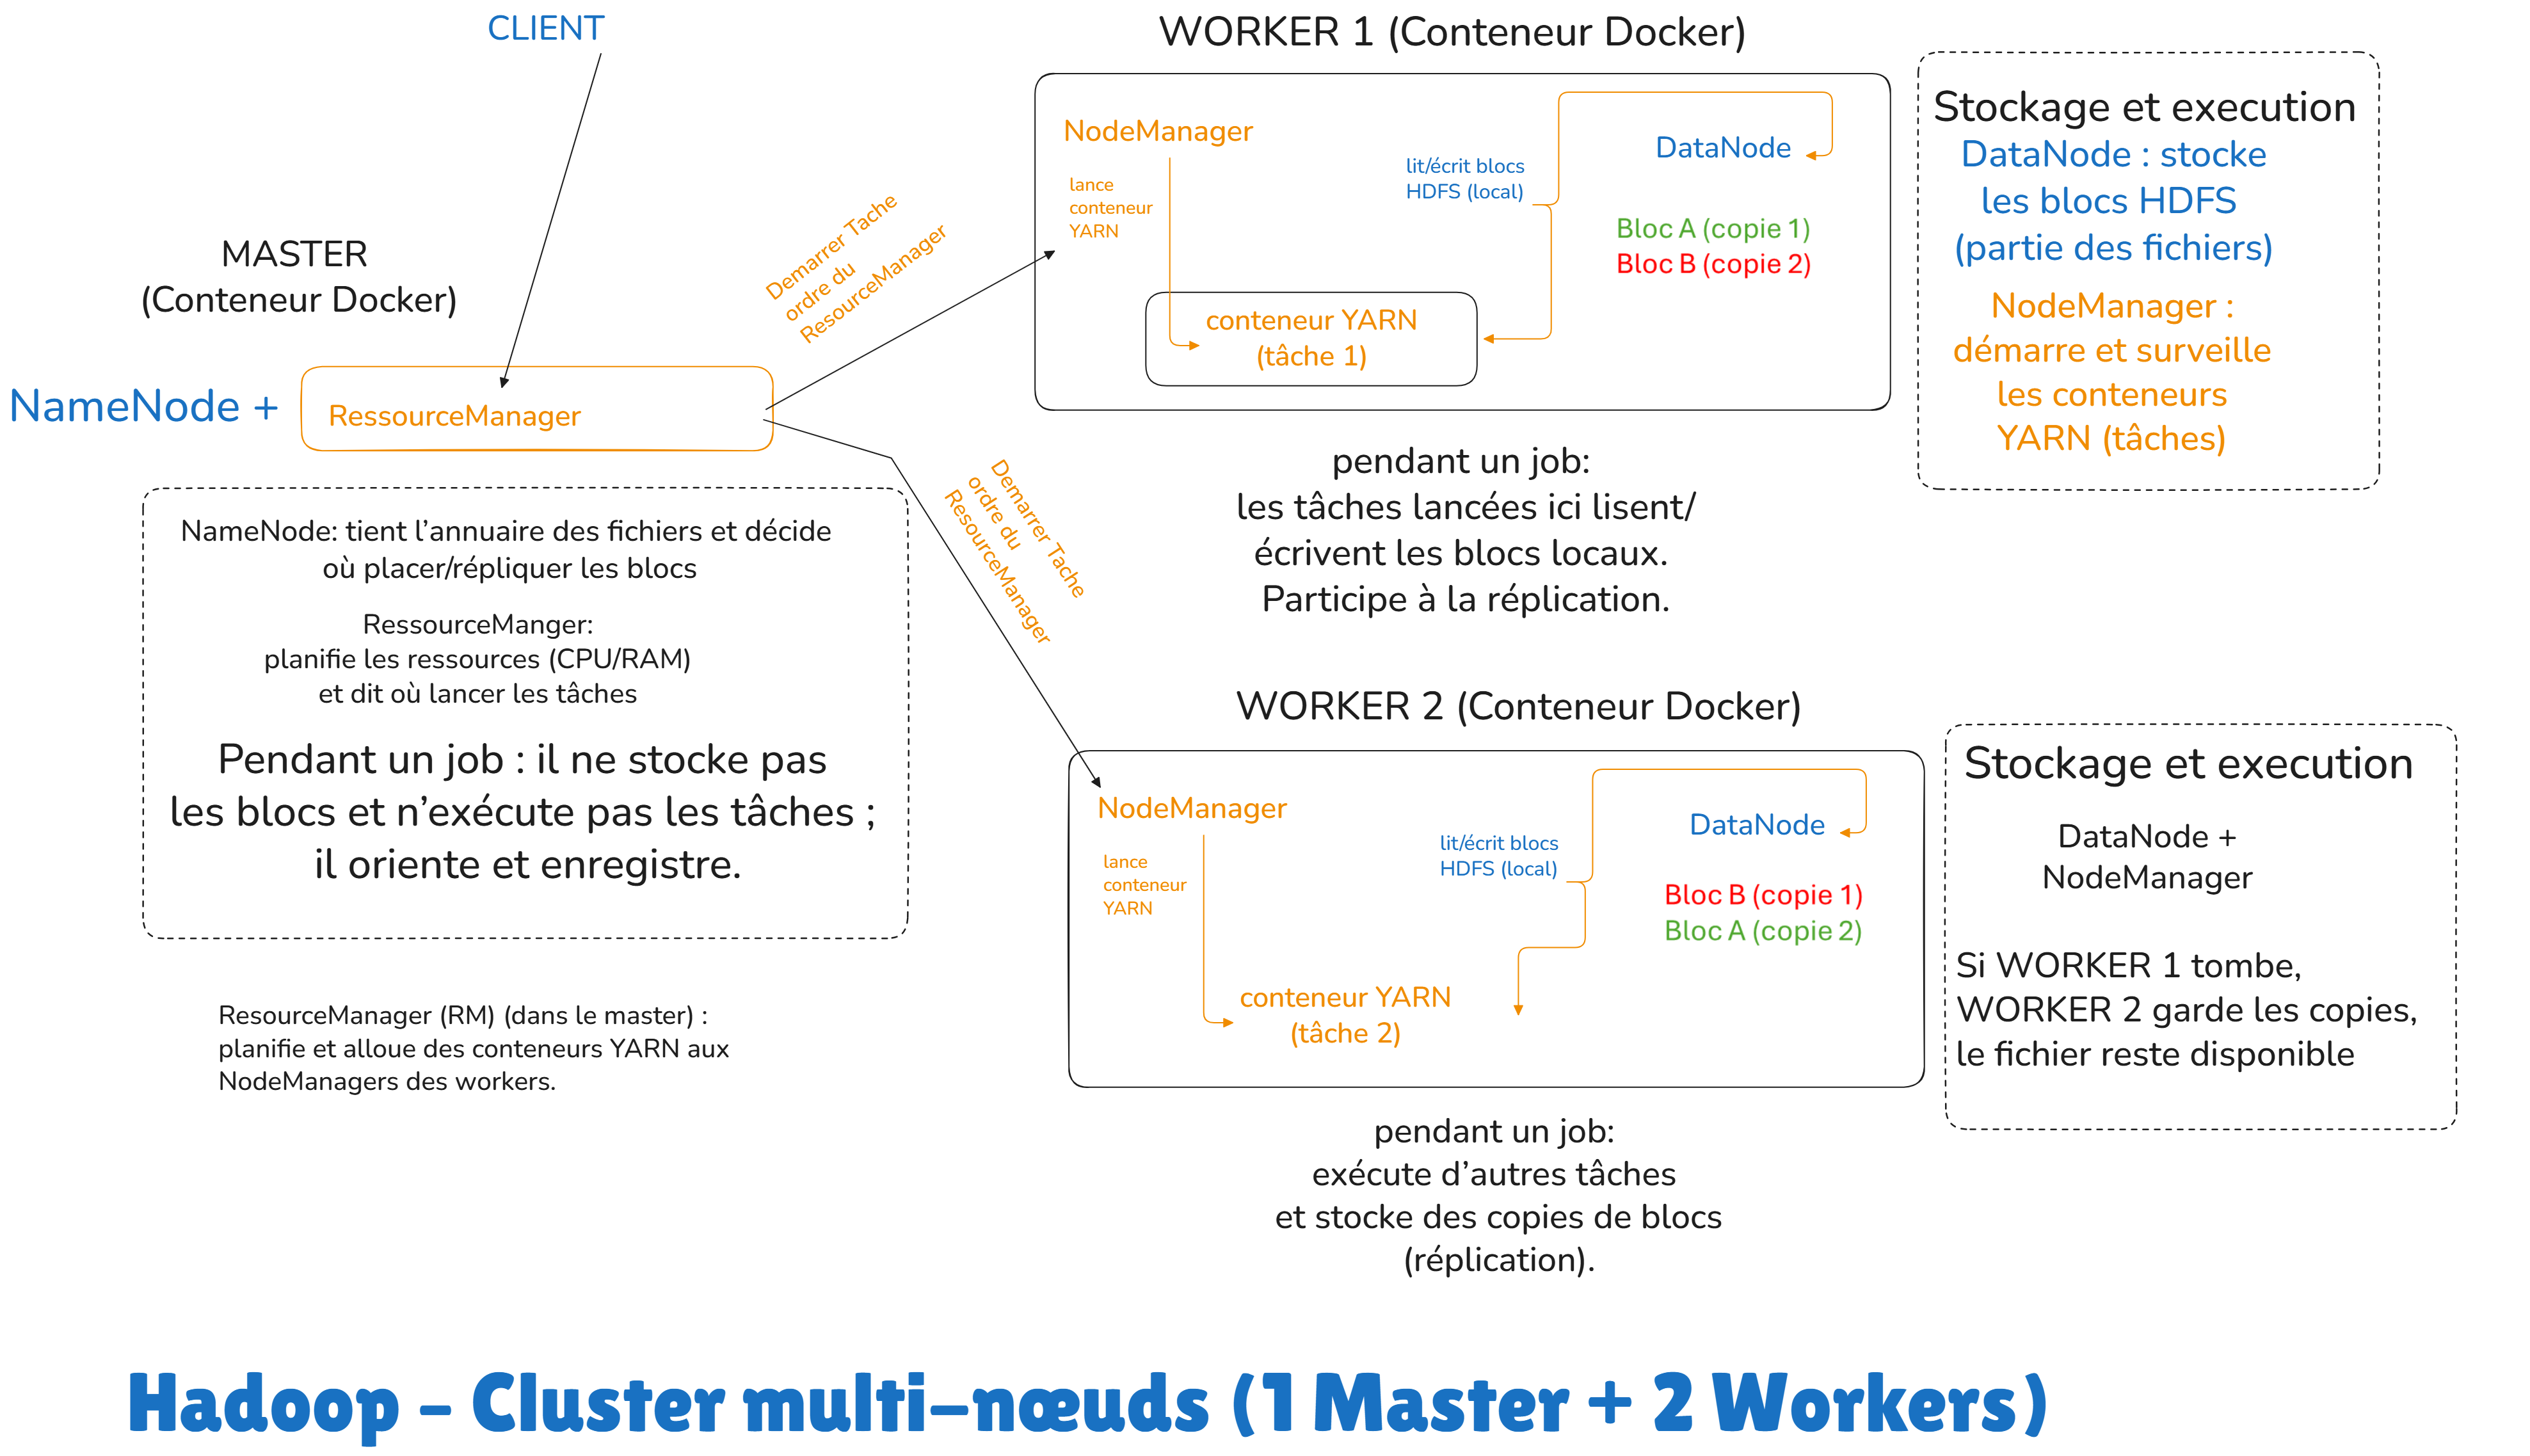 CLIENT
MASTER
(Conteneur Docker)
NameNode +
RessourceManager
NameNode: tient l’annuaire des fichiers et décide
où placer/répliquer les blocs
RessourceManger:
planifie les ressources (CPU/RAM)
et dit où lancer les tâches
Pendant un job : il ne stocke pas
les blocs et n’exécute pas les tâches ;
il oriente et enregistre.
ResourceManager (RM) (dans le master) :
planifie et alloue des conteneurs YARN aux
NodeManagers des workers.
Demarrer Tache
ordre du
ResourceManager
Demarrer Tache
ordre du
ResourceManager
WORKER 1 (Conteneur Docker)
NodeManager
lance
conteneur
YARN
lit/écrit blocs
HDFS (local)
DataNode
Bloc A (copie 1)
Bloc B (copie 2)
conteneur YARN
(tâche 1)
pendant un job:
les tâches lancées ici lisent/
écrivent les blocs locaux.
Participe à la réplication.
Stockage et execution
DataNode : stocke
les blocs HDFS
(partie des fichiers)
NodeManager :
démarre et surveille
les conteneurs
YARN (tâches)
WORKER 2 (Conteneur Docker)
NodeManager
lance
conteneur
YARN
lit/écrit blocs
HDFS (local)
DataNode
Bloc B (copie 1)
Bloc A (copie 2)
conteneur YARN
(tâche 2)
pendant un job:
exécute d’autres tâches
et stocke des copies de blocs
(réplication).
Stockage et execution
DataNode +
NodeManager
Si WORKER 1 tombe,
WORKER 2 garde les copies,
le fichier reste disponible
Hadoop - Cluster multi-nœuds (1 Master + 2 Workers)